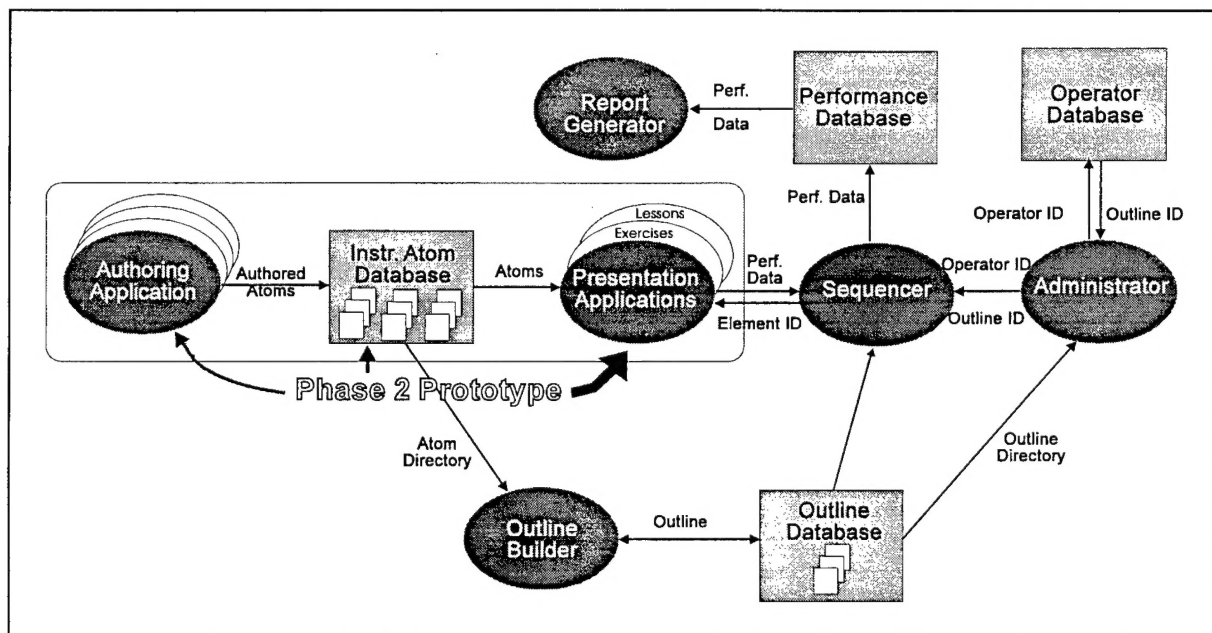 Report
Generator
Perf.
Data
Performance
Database
Operator
Database
Perf. Data
Operator ID
Outline ID
Lessons
Exercises
Authoring
Application
Authored
Atoms
Instr. Atom
Database
Atoms
Presentation
Applications
Perf.
Data
Element ID
Sequencer
Operator ID
Outline ID
Administrator
Phase 2 Prototype
Atom
Directory
Outline
Directory
Outline
Builder
Outline
Outline
Database